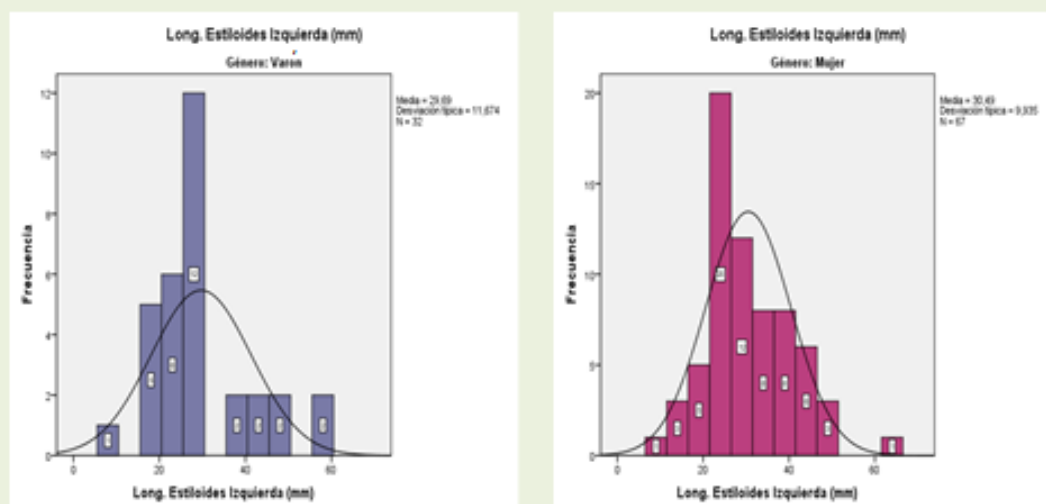 Long. Estiloides Izquierda (mm)
Género: Varón
Media = 29,69
Desviación típica = 11,674
N = 32
12
10
8
6
4
2
0
Frecuencia
0 20 40 60
Long. Estiloides Izquierda (mm)
Long. Estiloides Izquierda (mm)
Género: Mujer
Media = 30,49
Desviación típica = 9,935
N = 67
20
15
10
5
0
Frecuencia
0 20 40 60
Long. Estiloides Izquierda (mm)